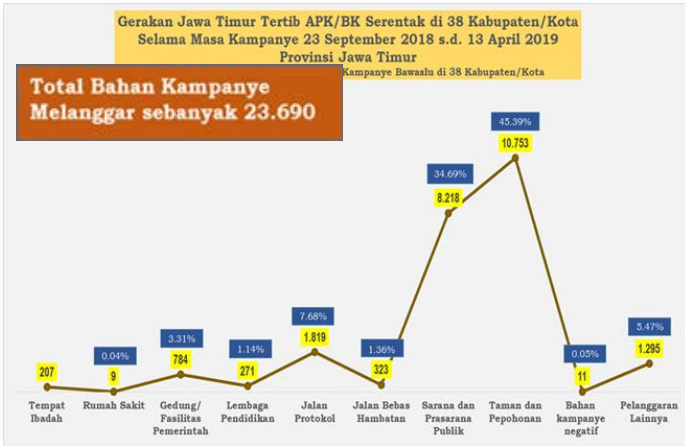 Gerakan Jawa Timur Tertib APK/BK Serentak di 38 Kabupaten/Kota
Selama Masa Kampanye 23 September 2018 s.d. 13 April 2019
Provinsi Jawa Timur
Kampanye Bawaslu di 38 Kabupaten/Kota
Total Bahan Kampanye
Melanggar sebanyak 23.690
45.39%
10.753
34.69%
8.218
7.68%
1.819
3.31%
784
0.04%
9
207
1.14%
271
1.36%
323
0.05%
11
5.47%
1.295
Tempat
Ibadah
Rumah Sakit
Gedung/
Fasilitas
Pemerintah
Lembaga
Pendidikan
Jalan
Protokol
Jalan Bebas
Hambatan
Sarana dan
Prasarana
Publik
Taman dan
Pepohonan
Bahan
kampanye
negatif
Pelanggaran
Lainnya